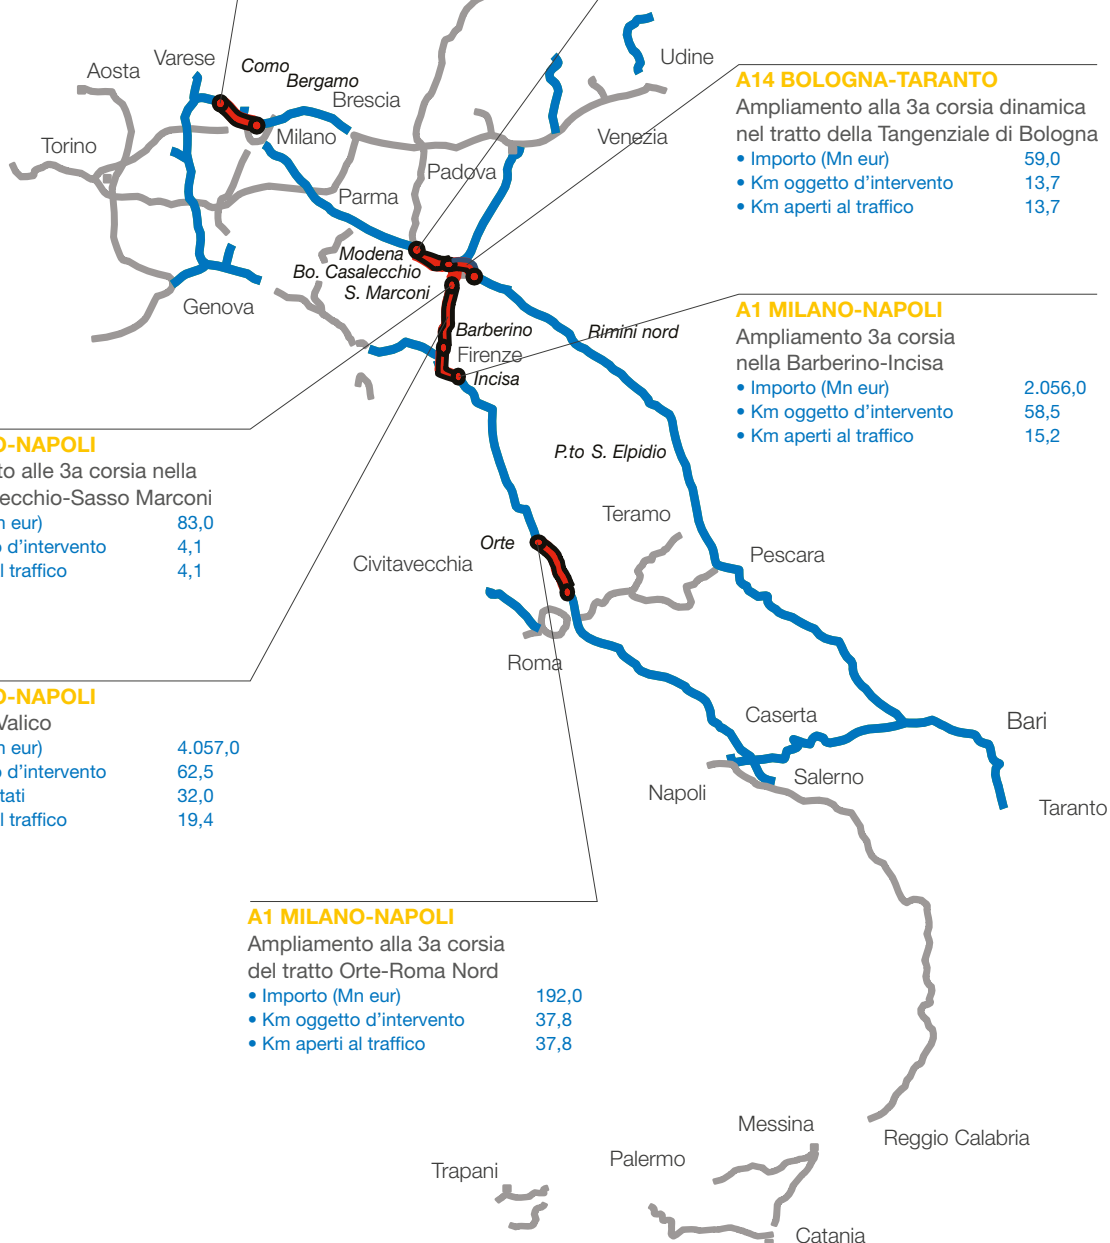 Varese
Como
Udine
Aosta
Bergamo
Brescia
Torino
Milano
Venezia
Padova
Parma
Modena
Bo. Casalecchio
S. Marconi
Genova
Barberino
Rimini nord
Firenze
Incisa
A14 BOLOGNA-TARANTO
Ampliamento alla 3a corsia dinamica
nel tratto della Tangenziale di Bologna
• Importo (Mn eur) 59,0
• Km oggetto d'intervento 13,7
• Km aperti al traffico 13,7
A1 MILANO-NAPOLI
Ampliamento 3a corsia
nella Barberino-Incisa
• Importo (Mn eur) 2.056,0
• Km oggetto d'intervento 58,5
• Km aperti al traffico 15,2
O-NAPOLI
to alle 3a corsia nella
ecchio-Sasso Marconi
n eur) 83,0
o d'intervento 4,1
l traffico 4,1
P.to S. Elpidio
Teramo
Orte
Civitavecchia
Pescara
Roma
O-NAPOLI
Valico
n eur) 4.057,0
o d'intervento 62,5
tati 32,0
l traffico 19,4
Caserta
Bari
Napoli
Salerno
Taranto
A1 MILANO-NAPOLI
Ampliamento alla 3a corsia
del tratto Orte-Roma Nord
• Importo (Mn eur) 192,0
• Km oggetto d'intervento 37,8
• Km aperti al traffico 37,8
Messina
Reggio Calabria
Palermo
Trapani
Catania